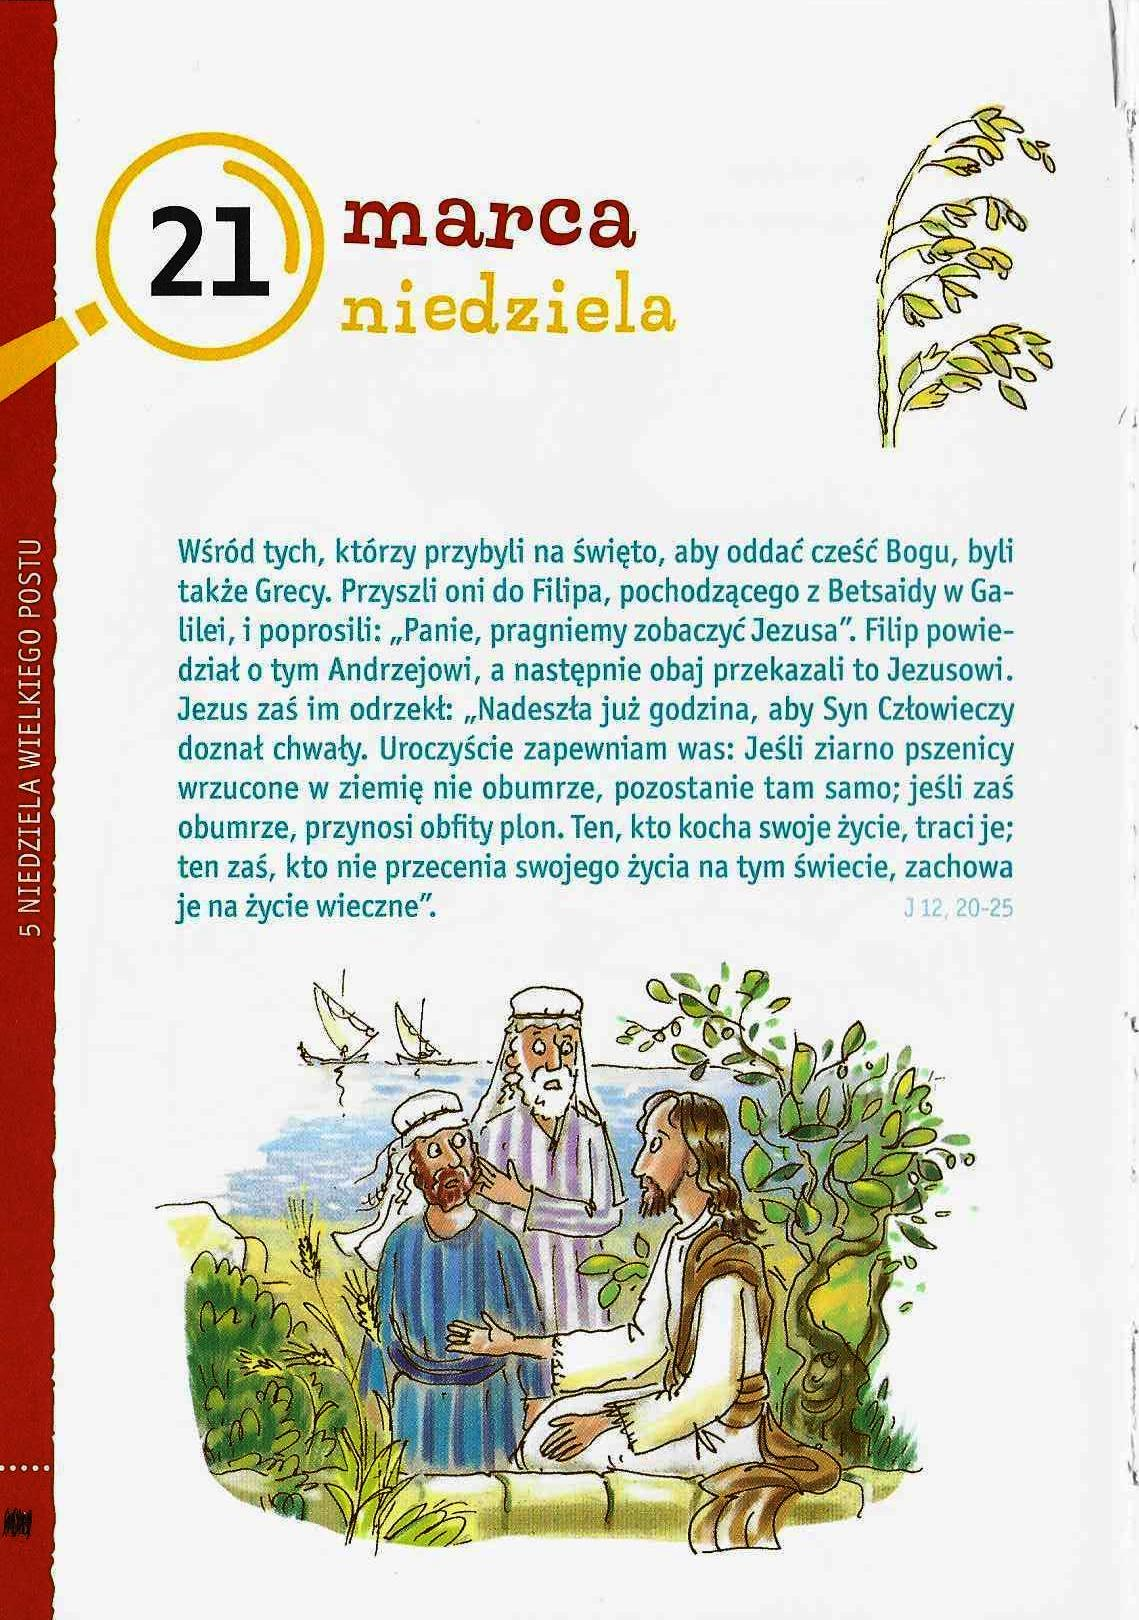 21
marca
niedziela
5 NIEDZIELA WIELKIEGO POSTU
Wśród tych, którzy przybyli na święto, aby oddać cześć Bogu, byli
także Grecy. Przyszli oni do Filipa, pochodzącego z Betsaidy w Ga-
lilei, i poprosili: „Panie, pragniemy zobaczyć Jezusa”. Filip powie-
dział o tym Andrzejowi, a następnie obaj przekazali to Jezusowi.
Jezus zaś im odrzekł: „Nadeszła już godzina, aby Syn Człowieczy
doznał chwały. Uroczyście zapewniam was: Jeśli ziarno pszenicy
wrzucone w ziemię nie obumrze, pozostanie tam samo; jeśli zaś
obumrze, przynosi obfity plon. Ten, kto kocha swoje życie, traci je;
ten zaś, kto nie przecenia swojego życia na tym świecie, zachowa
je na życie wieczne”.
J 12, 20-25